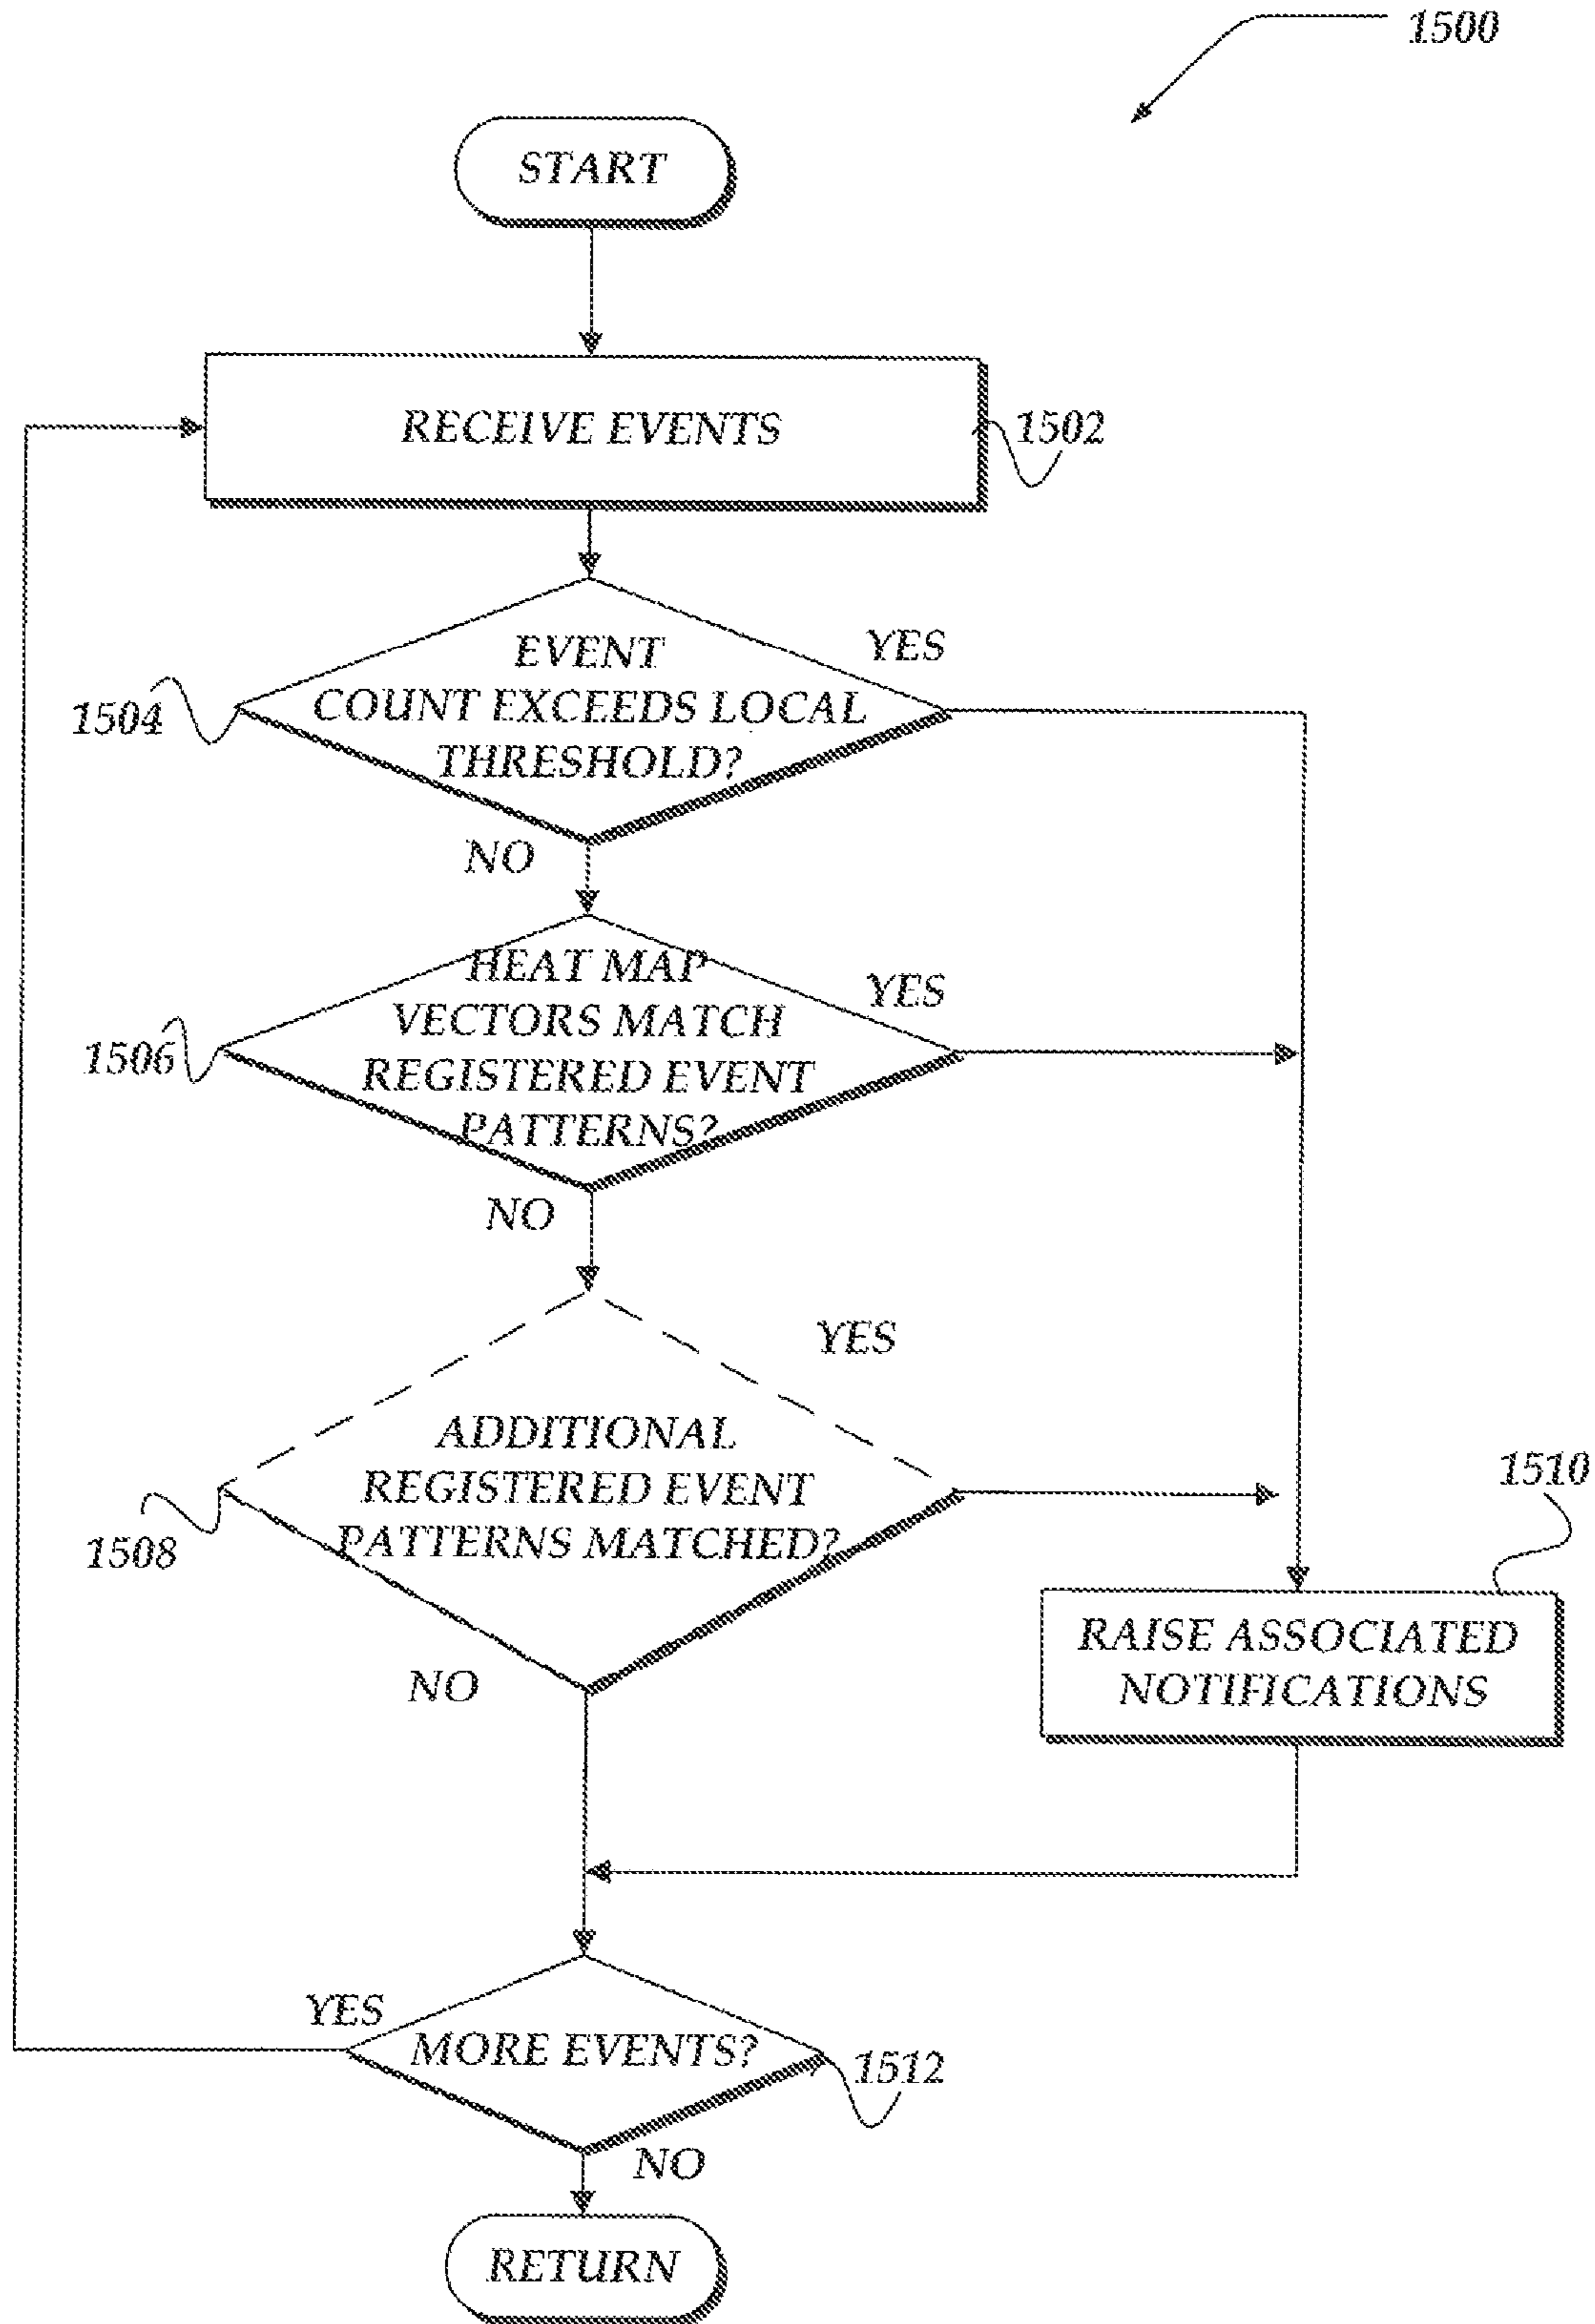 1500
START
RECEIVE EVENTS
1502
EVENT
COUNT EXCEEDS LOCAL
THRESHOLD?
YES
1504
NO
HEAT MAP
VECTORS MATCH
REGISTERED EVENT
PATTERNS?
YES
1506
NO
YES
ADDITIONAL
REGISTERED EVENT
PATTERNS MATCHED?
1508
NO
1510
RAISE ASSOCIATED
NOTIFICATIONS
YES
MORE EVENTS?
1512
NO
RETURN